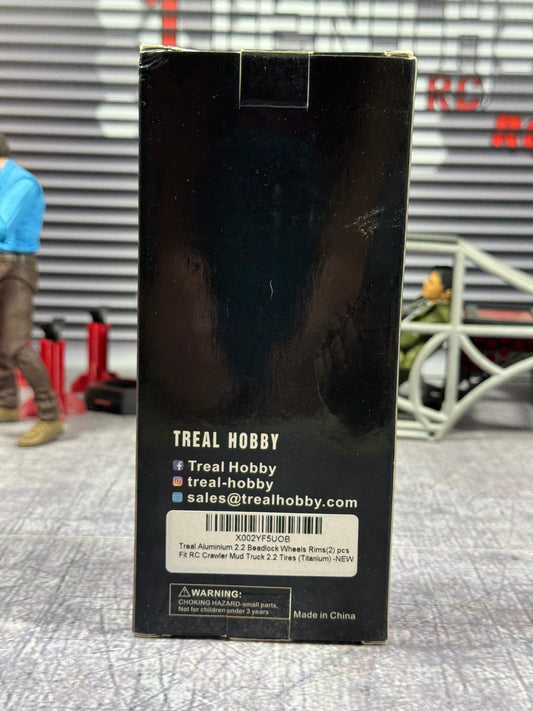 RC
TREAL HOBBY
Treal Hobby
treal-hobby
sales@trealhobby.com
X002YF5UOB
Treal Aluminium 2.2 Beadlock Wheels Rims(2) pcs
Fit RC Crawler Mud Truck 2.2 Tires (Titanium) -NEW
WARNING:
CHOKING HAZARD-small parts.
Not for children under 3 years
Made in China